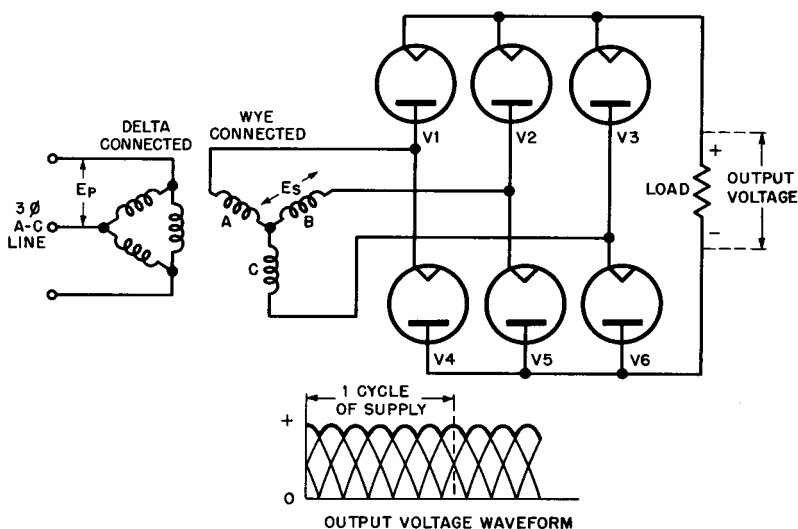 DELTA
CONNECTED
WYE
CONNECTED
3Ø
A-C
LINE
EP
A
ES
B
C
V1
V2
V3
V4
V5
V6
LOAD
+
-
OUTPUT
VOLTAGE
1 CYCLE
OF SUPPLY
+
0
OUTPUT VOLTAGE WAVEFORM